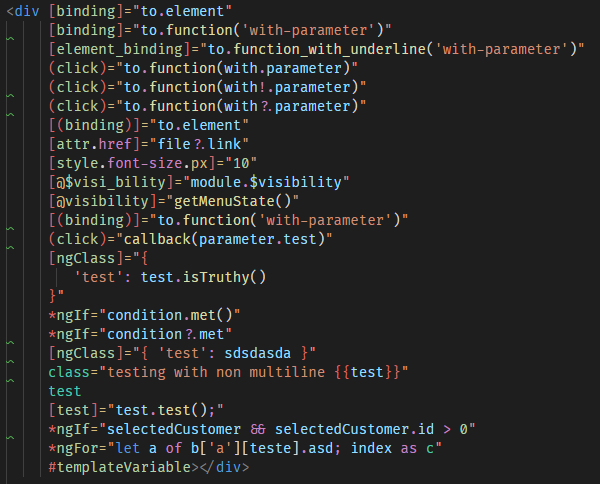 <div [binding]="to.element"
[binding]="to.function('with-parameter')"
[element_binding]="to.function_with_underline('with-parameter')"
(click)="to.function(with.parameter)"
(click)="to.function(with!.parameter)"
(click)="to.function(with?.parameter)"
[(binding)]="to.element"
[attr.href]="file?.link"
[style.font-size.px]="10"
[@$visi_bility]="module.$visibility"
[@visibility]="getMenuState()"
[(binding)]="to.function('with-parameter')"
(click)="callback(parameter.test)"
[ngClass]="{
'test': test.isTruthy()
}"
*ngIf="condition.met()"
*ngIf="condition?.met"
[ngClass]="{ 'test': sdsdasda }"
class="testing with non multiline {{test}}"
test
[test]="test.test();"
*ngIf="selectedCustomer && selectedCustomer.id > 0"
*ngFor="let a of b['a'][teste].asd; index as c"
#templateVariable></div>